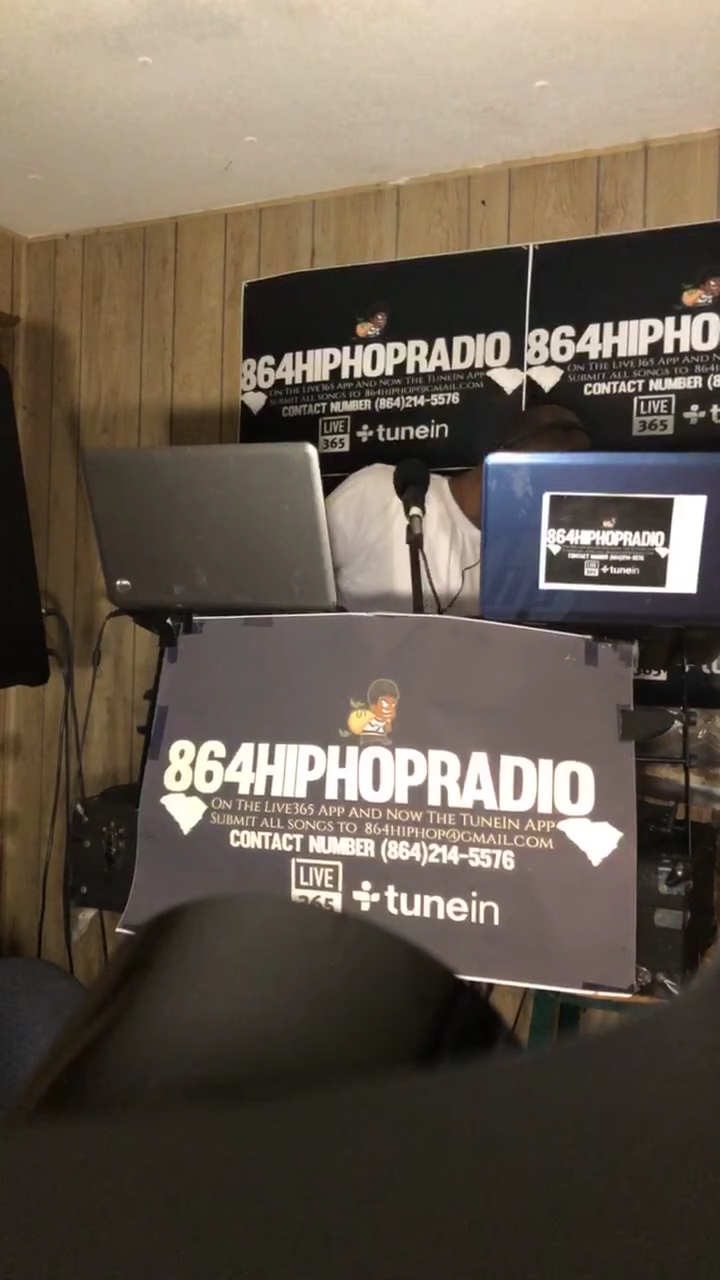 864HIPHOPRADIO
ON THE LIVE365 APP AND NOW THE TUNEIN APP
SUBMIT ALL SONGS TO 864HIPHOP@GMAIL.COM
CONTACT NUMBER (864)214-5576
LIVE
365
tunein
864HIPHO
ON THE LIVE365 APP AND N
SUBMIT ALL SONGS TO 864
CONTACT NUMBER (8
LIVE
365
t
864HIPHOPRADIO
CONTACT NUMBER (864)214-5576
LIVE
365
tunein
864HIPHOPRADIO
ON THE LIVE365 APP AND NOW THE TUNEIN APP
SUBMIT ALL SONGS TO 864HIPHOP@GMAIL.COM
CONTACT NUMBER (864)214-5576
LIVE
365
tunein